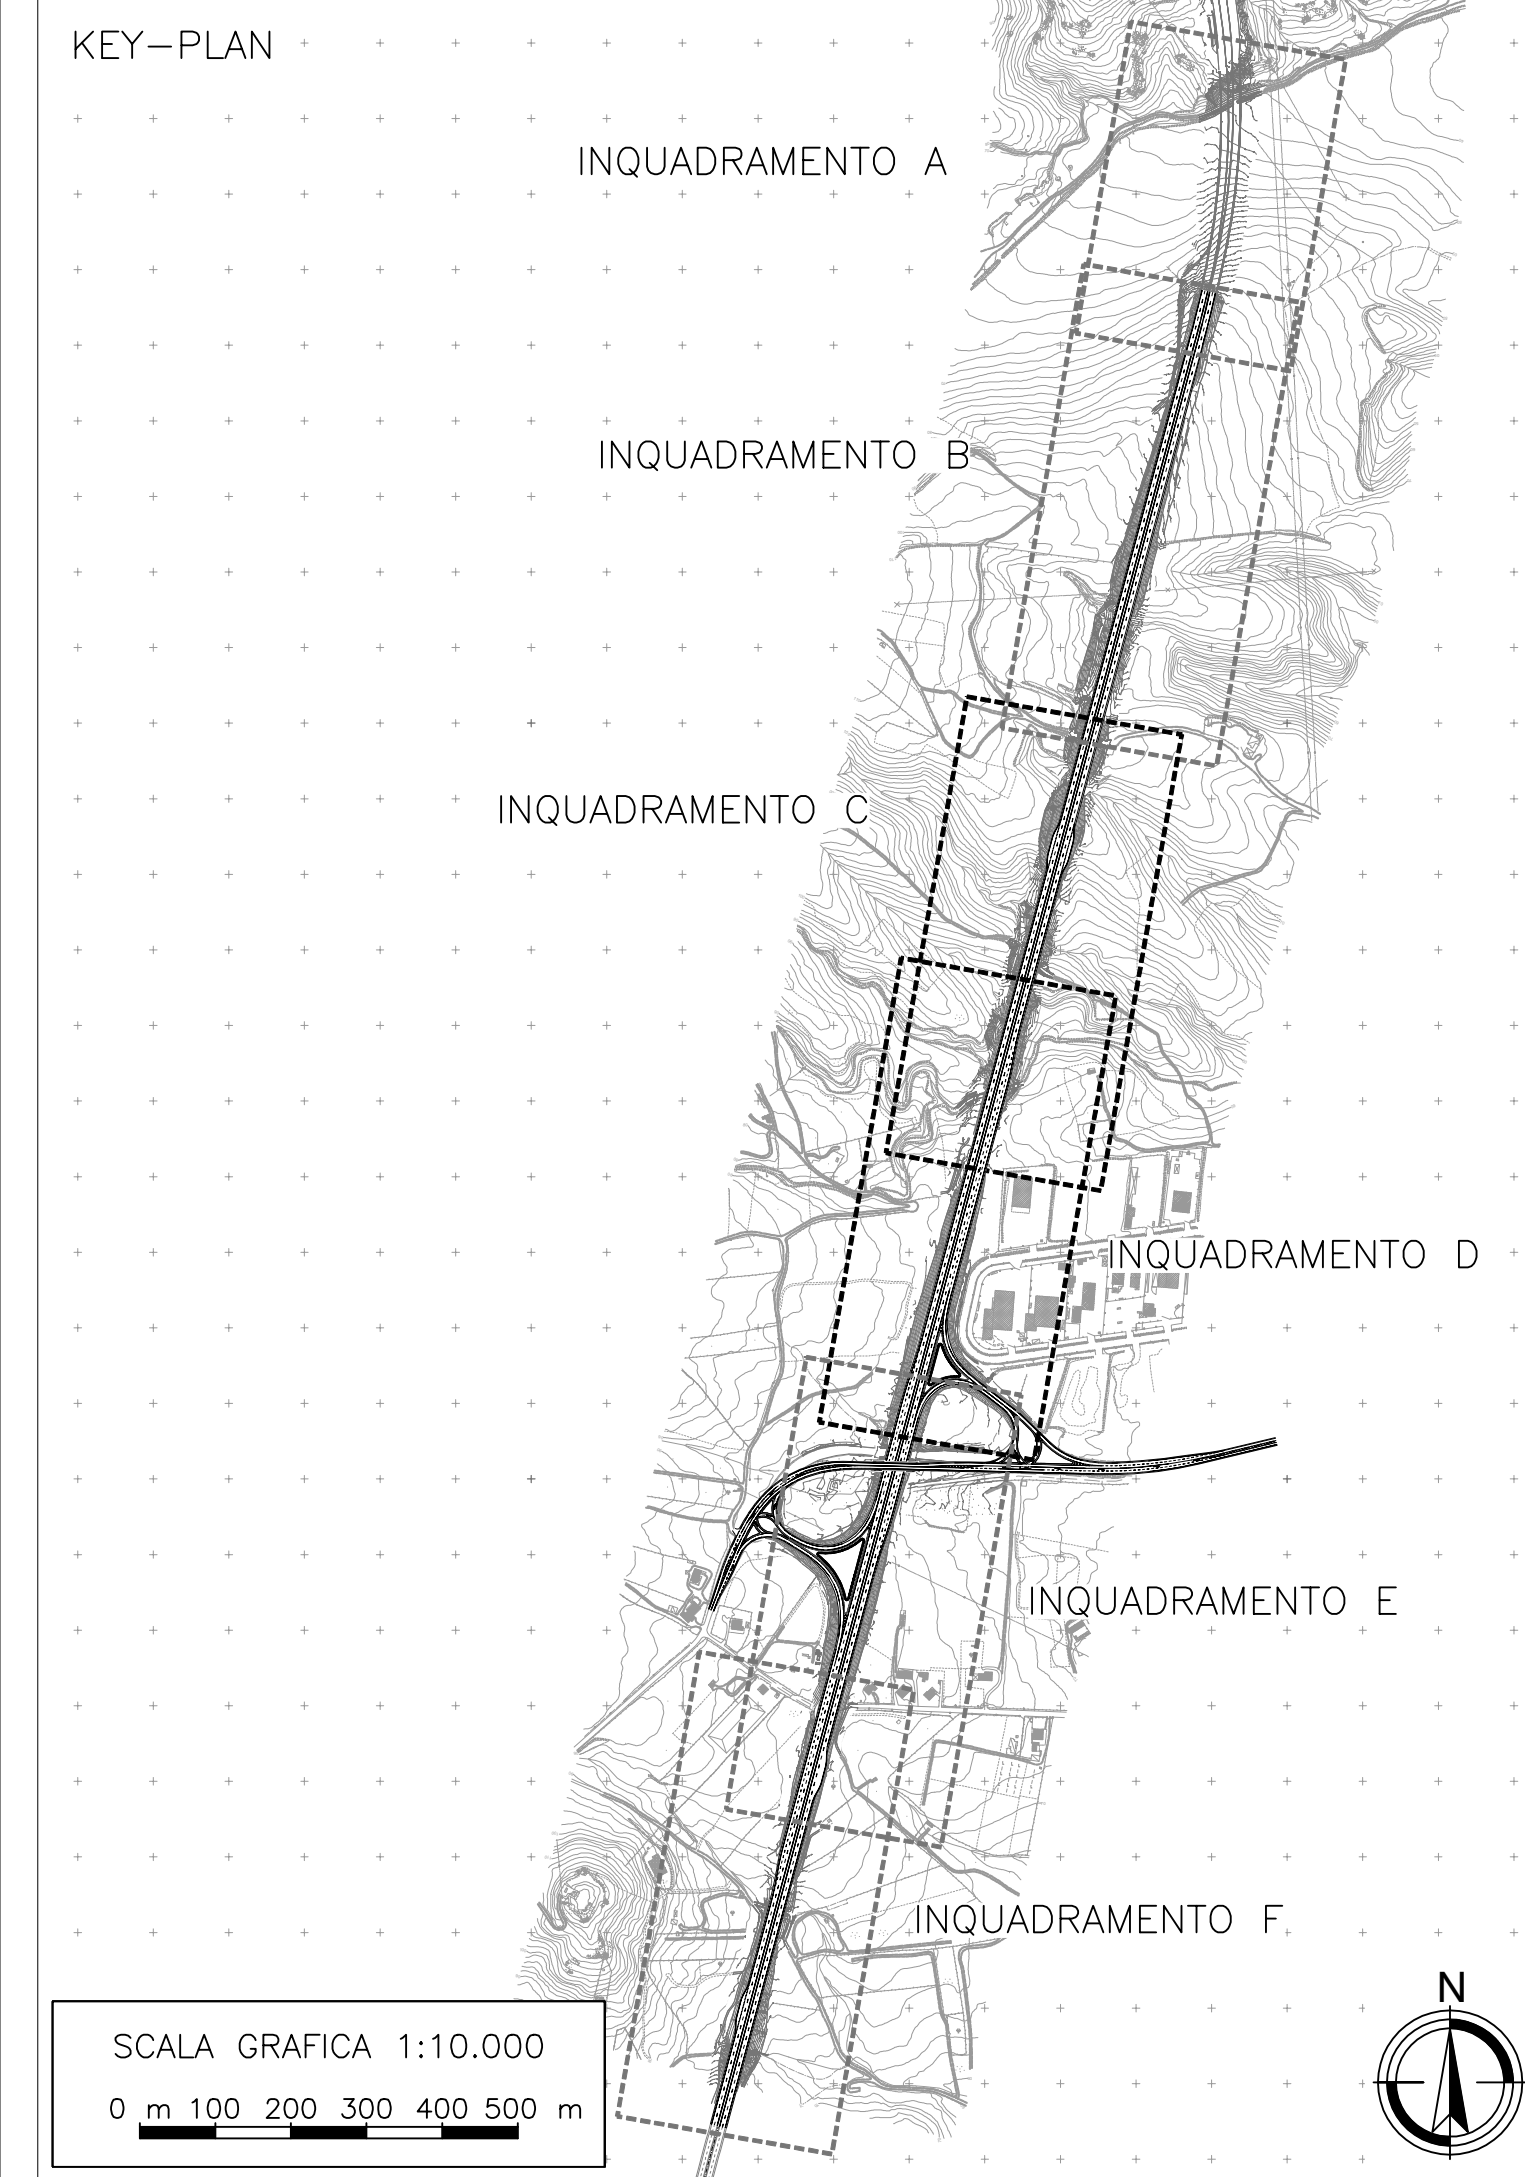 KEY-PLAN
INQUADRAMENTO A
INQUADRAMENTO B
INQUADRAMENTO C
INQUADRAMENTO D
INQUADRAMENTO E
INQUADRAMENTO F
N
SCALA GRAFICA 1:10.000
0 m 100 200 300 400 500 m